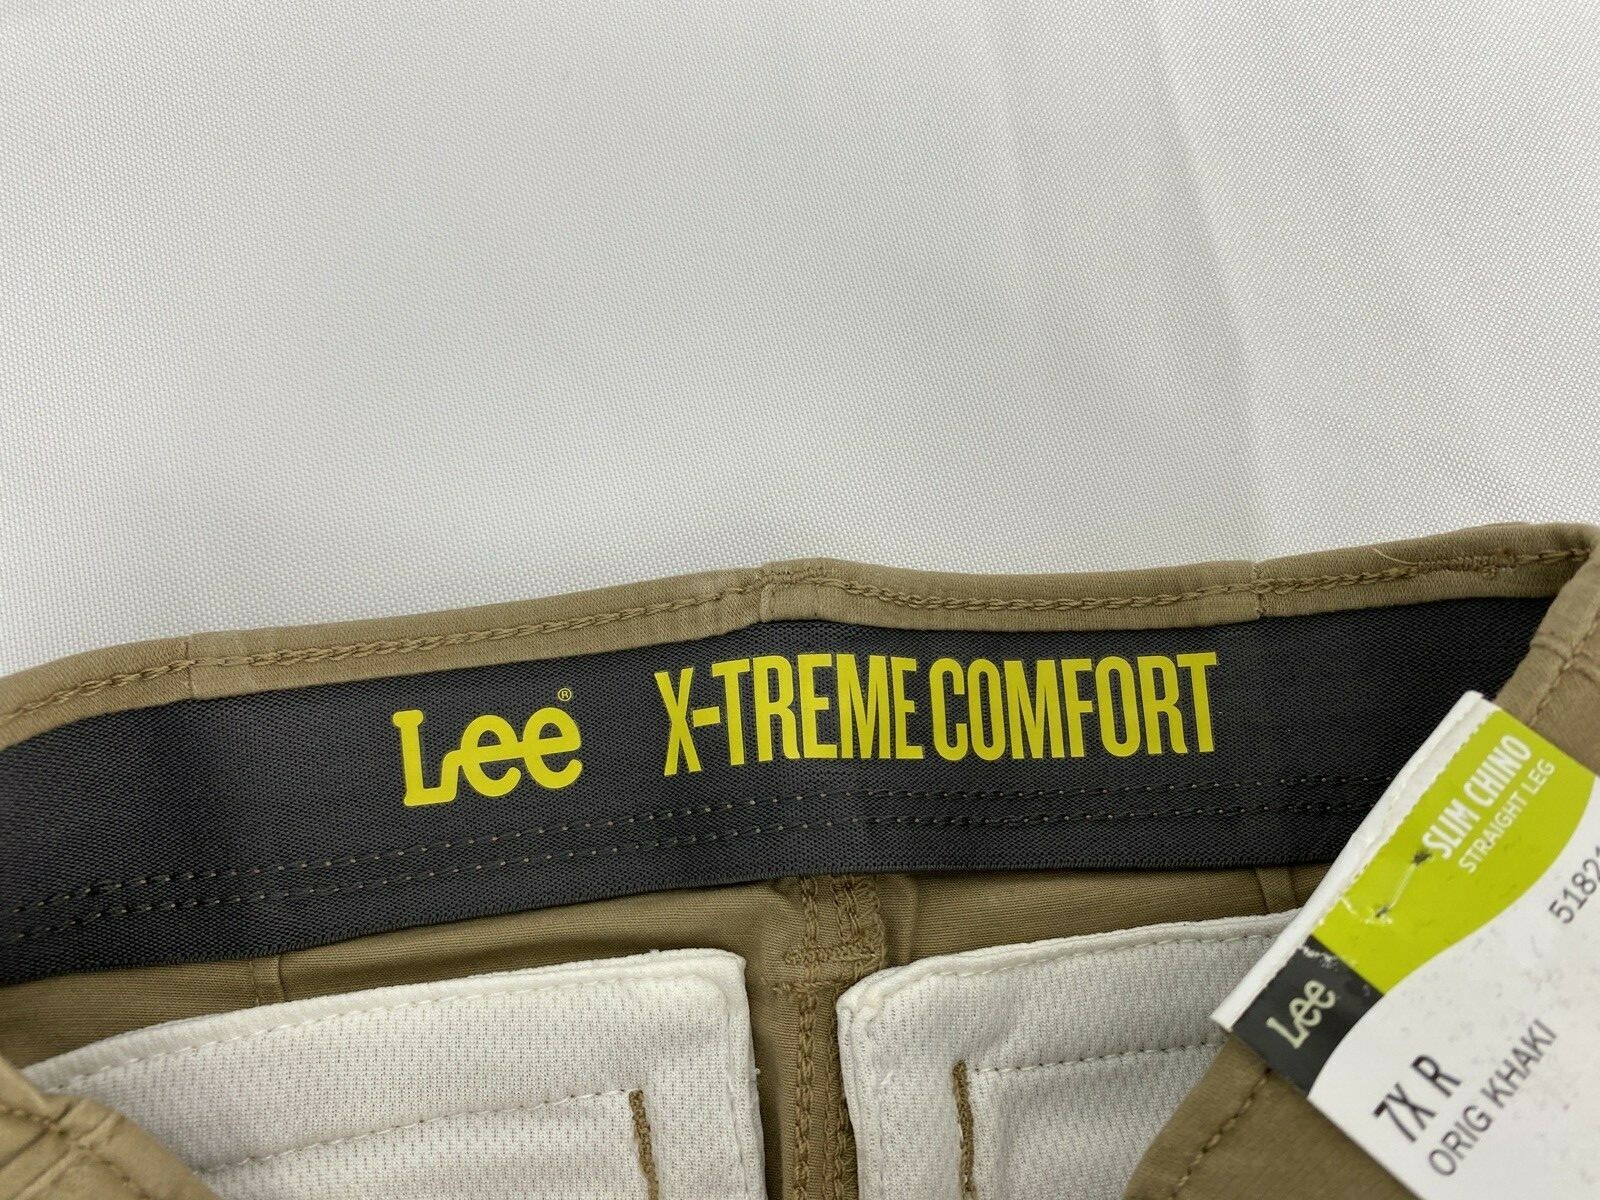 Lee® X-TREME COMFORT
SLIM CHINO
STRAIGHT LEG
Lee
7X R
ORIG KHAKI